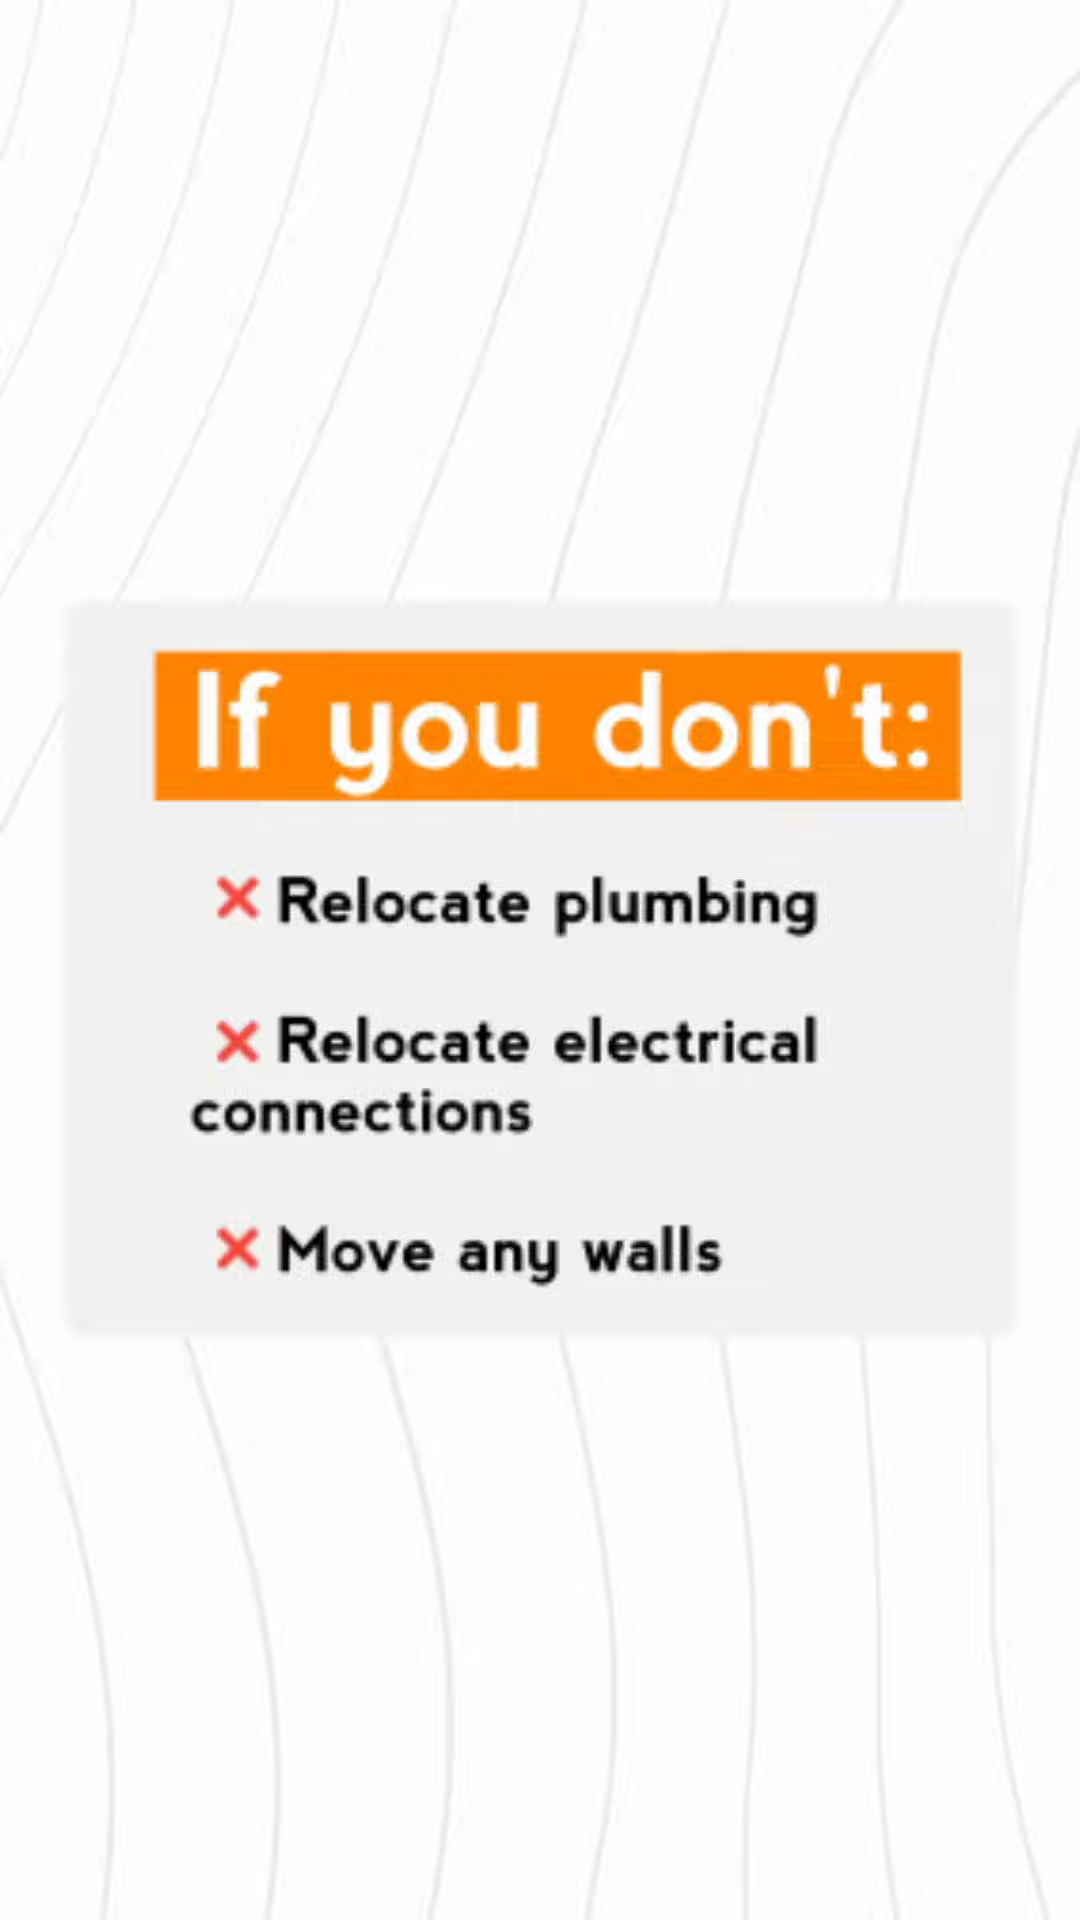 If you don't:
❌ Relocate plumbing
❌ Relocate electrical
connections
❌ Move any walls